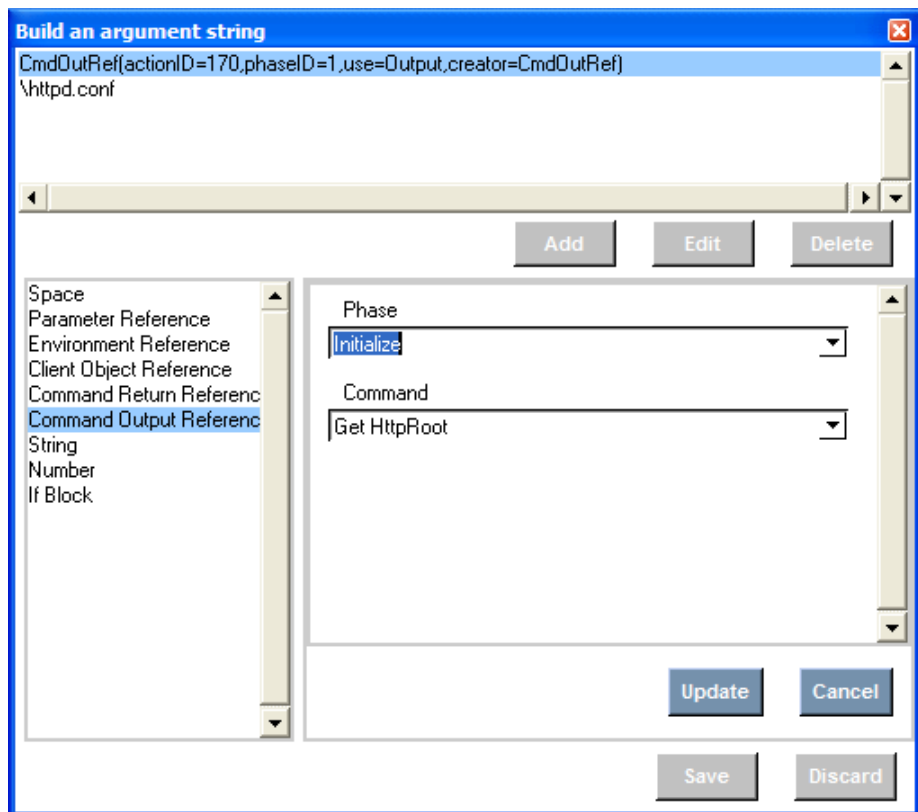 Build an argument string
CmdOutRef(actionID=170,phaseID=1,use=Output,creator=CmdOutRef)
\httpd.conf
Add Edit Delete
Space
Parameter Reference
Environment Reference
Client Object Reference
Command Return Referenc
Command Output Referenc
String
Number
If Block
Phase
Initialize
Command
Get HttpRoot
Update Cancel
Save Discard